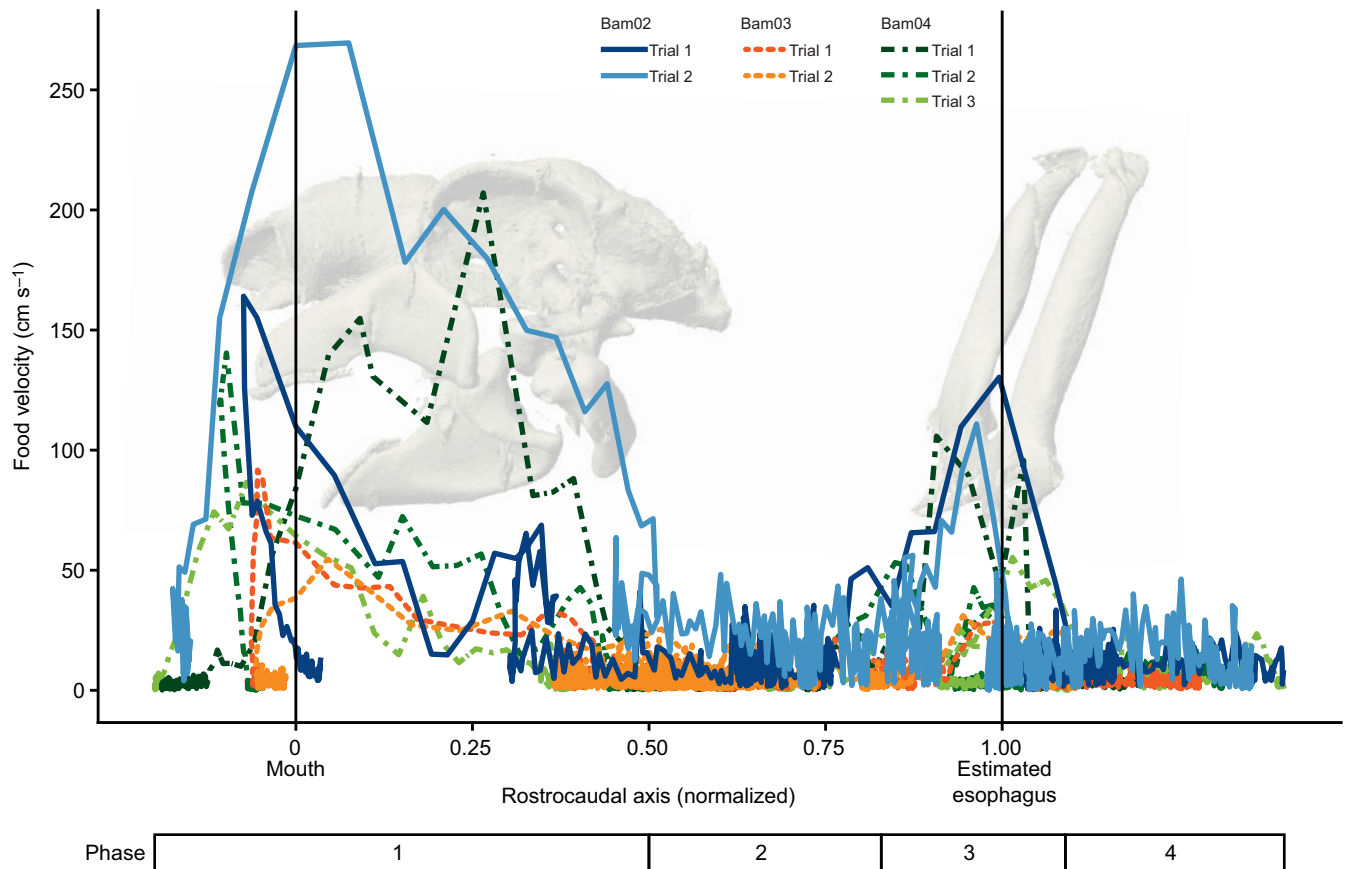 Bam02 Bam03 Bam04
Trial 1 Trial 1 Trial 1
Trial 2 Trial 2 Trial 2
Trial 3
Food velocity (cm s⁻¹)
250
200
150
100
50
0
0 0.25 0.50 0.75 1.00
Mouth Estimated
esophagus
Rostrocaudal axis (normalized)
Phase 1 2 3 4